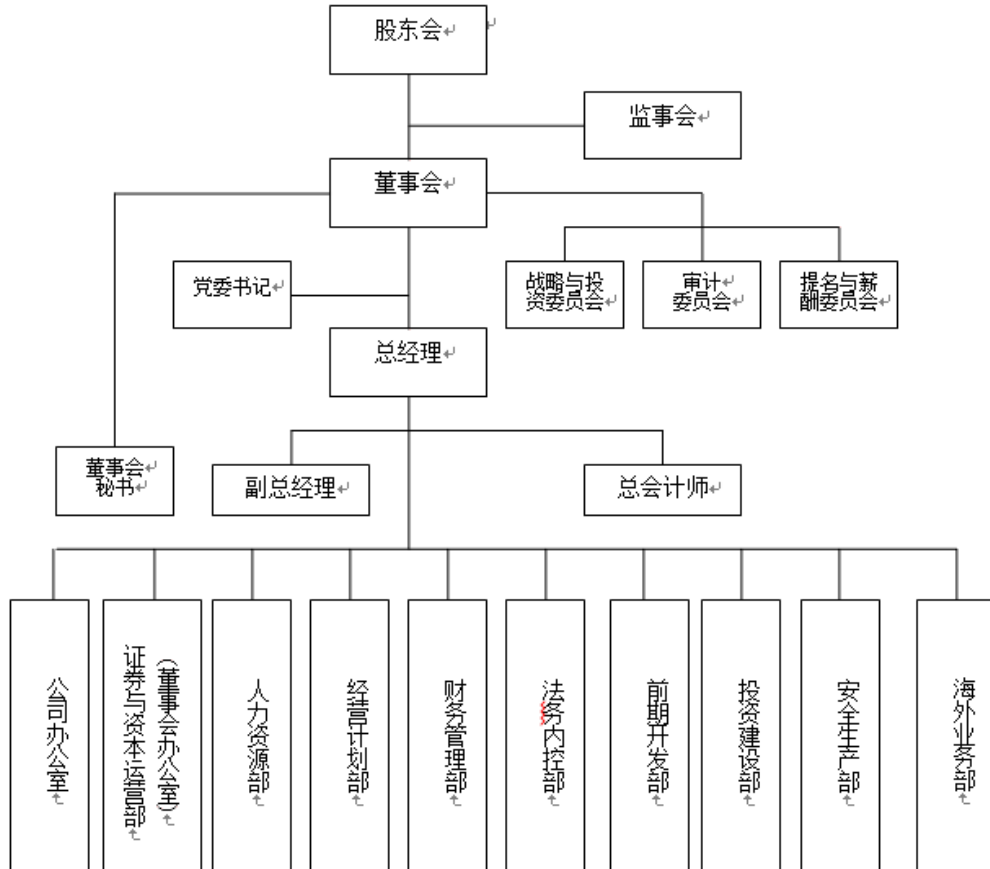 股东会
监事会
董事会
党委书记
战略与投
资委员会
审计
委员会
提名与薪
酬委员会
总经理
董事会
秘书
副总经理
总会计师
公司办公室
证券与资本运营部
(董事会办公室)
人力资源部
经营计划部
财务管理部
法务内控部
前期开发部
投资建设部
安全生产部
海外业务部